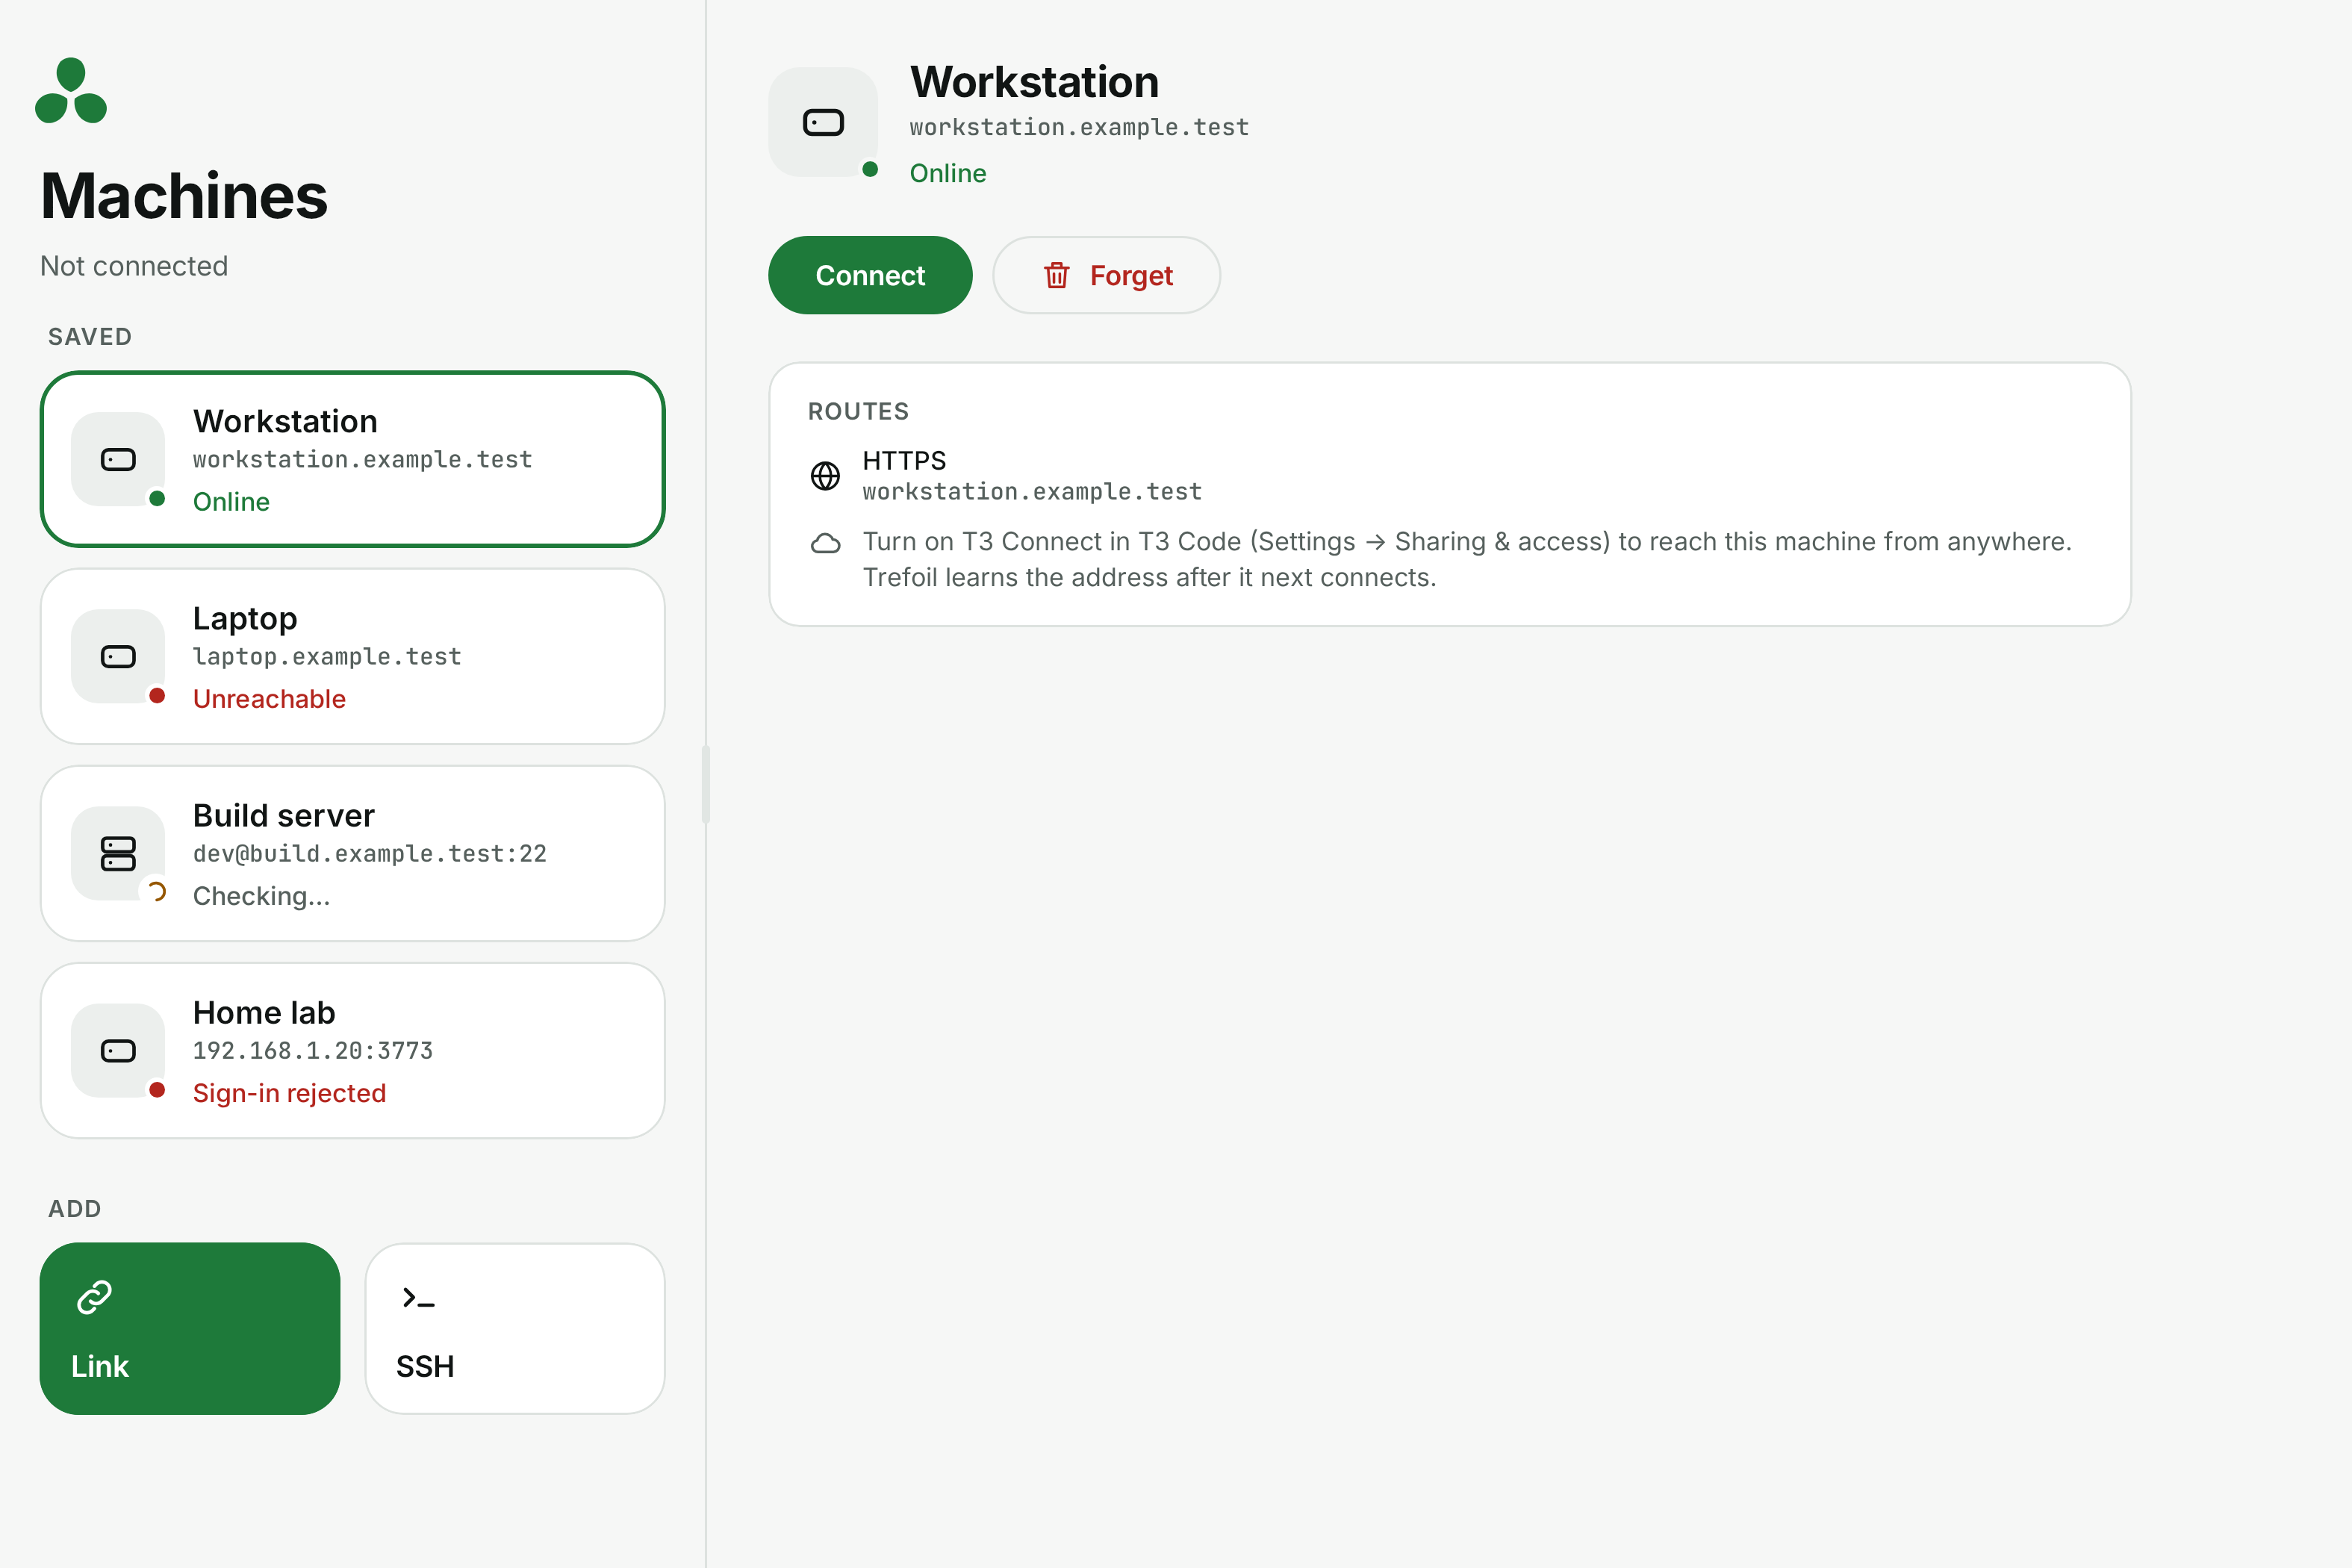 Machines
Not connected
SAVED
Workstation
workstation.example.test
Online
Laptop
laptop.example.test
Unreachable
Build server
dev@build.example.test:22
Checking...
Home lab
192.168.1.20:3773
Sign-in rejected
ADD
Link
SSH
Workstation
workstation.example.test
Online
Connect
Forget
ROUTES
HTTPS
workstation.example.test
Turn on T3 Connect in T3 Code (Settings → Sharing & access) to reach this machine from anywhere.
Trefoil learns the address after it next connects.